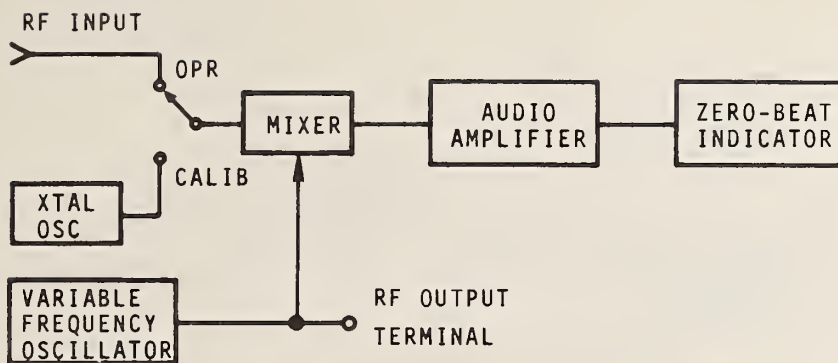 RF INPUT
OPR
MIXER
AUDIO
AMPLIFIER
ZERO-BEAT
INDICATOR
CALIB
XTAL
OSC
VARIABLE
FREQUENCY
OSCILLATOR
RF OUTPUT
TERMINAL